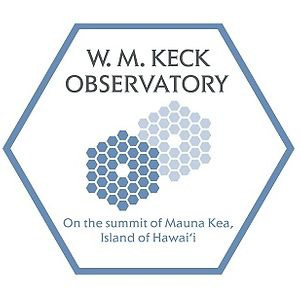 W. M. KECK
OBSERVATORY
On the summit of Mauna Kea,
Island of Hawai‘i